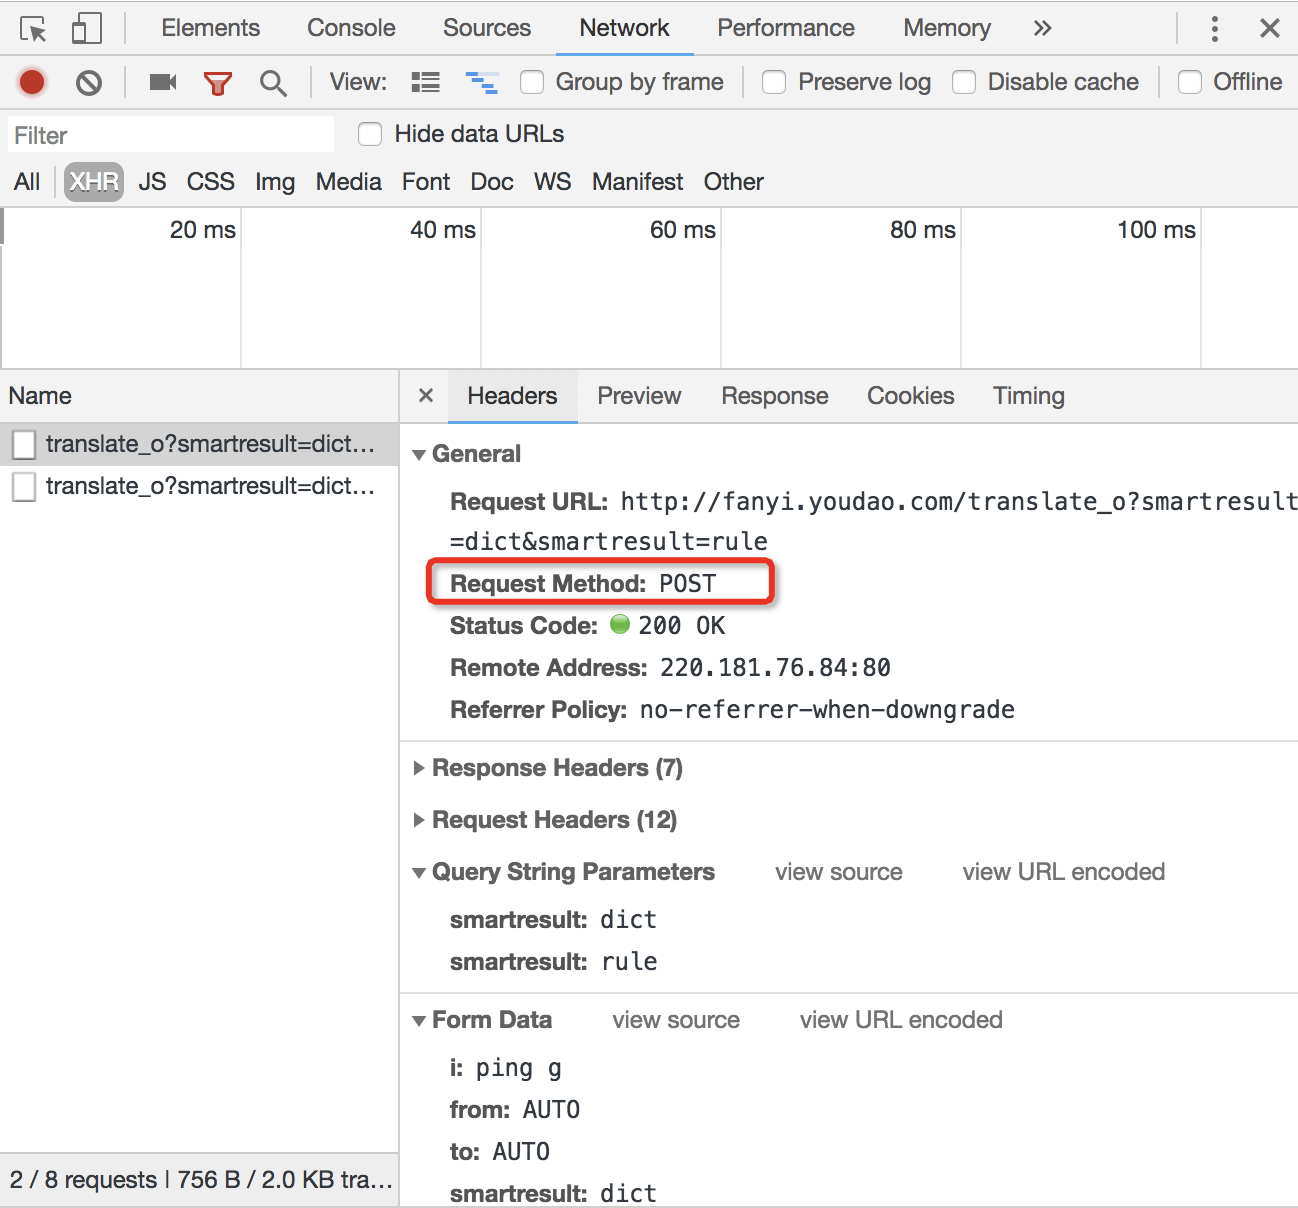 Elements Console Sources Network Performance Memory
View: Group by frame Preserve log Disable cache Offline
Filter Hide data URLs
All XHR JS CSS Img Media Font Doc WS Manifest Other
20 ms 40 ms 60 ms 80 ms 100 ms
Name
translate_o?smartresult=dict...
translate_o?smartresult=dict...
2 / 8 requests | 756 B / 2.0 KB tra...
Headers Preview Response Cookies Timing
General
Request URL: http://fanyi.youdao.com/translate_o?smartresult
=dict&smartresult=rule
Request Method: POST
Status Code: 200 OK
Remote Address: 220.181.76.84:80
Referrer Policy: no-referrer-when-downgrade
Response Headers (7)
Request Headers (12)
Query String Parameters view source view URL encoded
smartresult: dict
smartresult: rule
Form Data view source view URL encoded
i: ping g
from: AUTO
to: AUTO
smartresult: dict